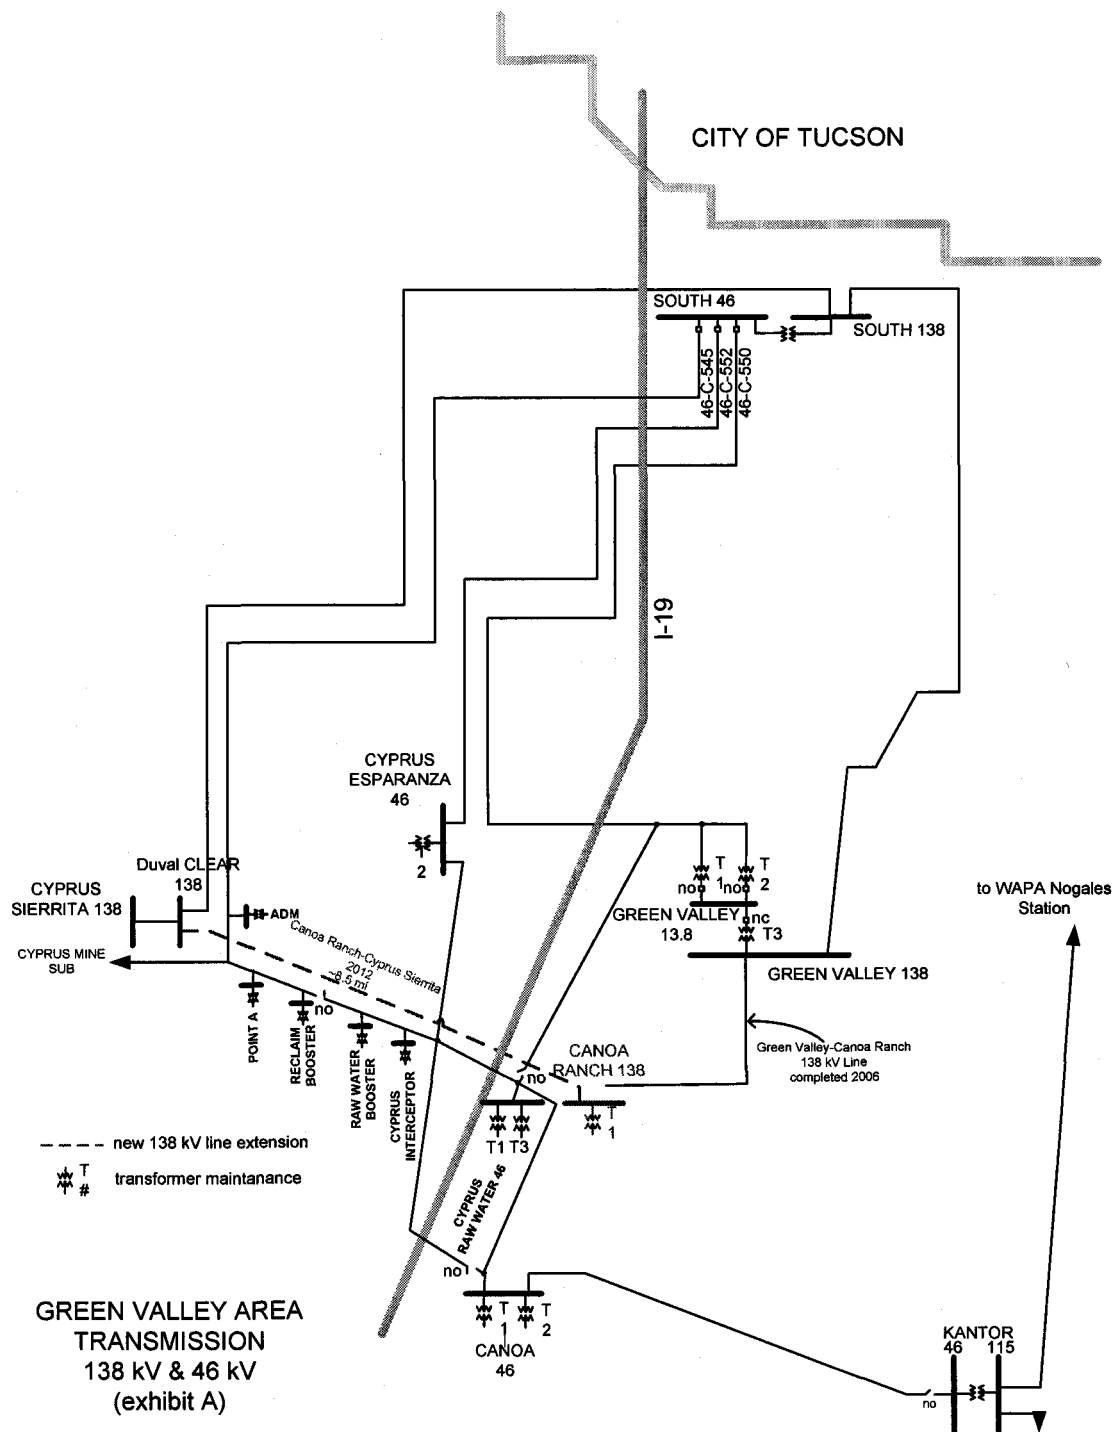 CITY OF TUCSON
SOUTH 46
SOUTH 138
46-C-545
46-C-552
46-C-550
I-19
CYPRUS
ESPARANZA
46
2
Duval CLEAR
138
CYPRUS
SIERRITA 138
ADM
CYPRUS MINE
SUB
Canoa Ranch-Cyprus Sierrita
2012
~8.5 mi
T
1
T
2
no
no
GREEN VALLEY
13.8
nc
T3
GREEN VALLEY 138
to WAPA Nogales
Station
POINT A
RECLAIM
BOOSTER
no
RAW WATER
BOOSTER
CYPRUS
INTERCEPTOR
no
CANOA
RANCH 138
Green Valley-Canoa Ranch
138 kV Line
completed 2006
T1
T3
T
1
new 138 kV line extension
T
#
transformer maintanance
CYPRUS
RAW WATER 46
no
T
1
T
2
CANOA
46
GREEN VALLEY AREA
TRANSMISSION
138 kV & 46 kV
(exhibit A)
KANTOR
46
115
no